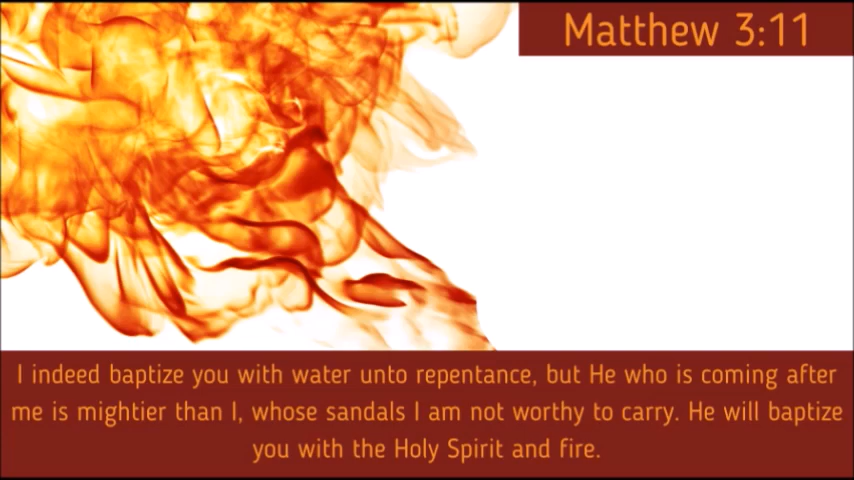 Matthew 3:11
I indeed baptize you with water unto repentance, but He who is coming after
me is mightier than I, whose sandals I am not worthy to carry. He will baptize
you with the Holy Spirit and fire.